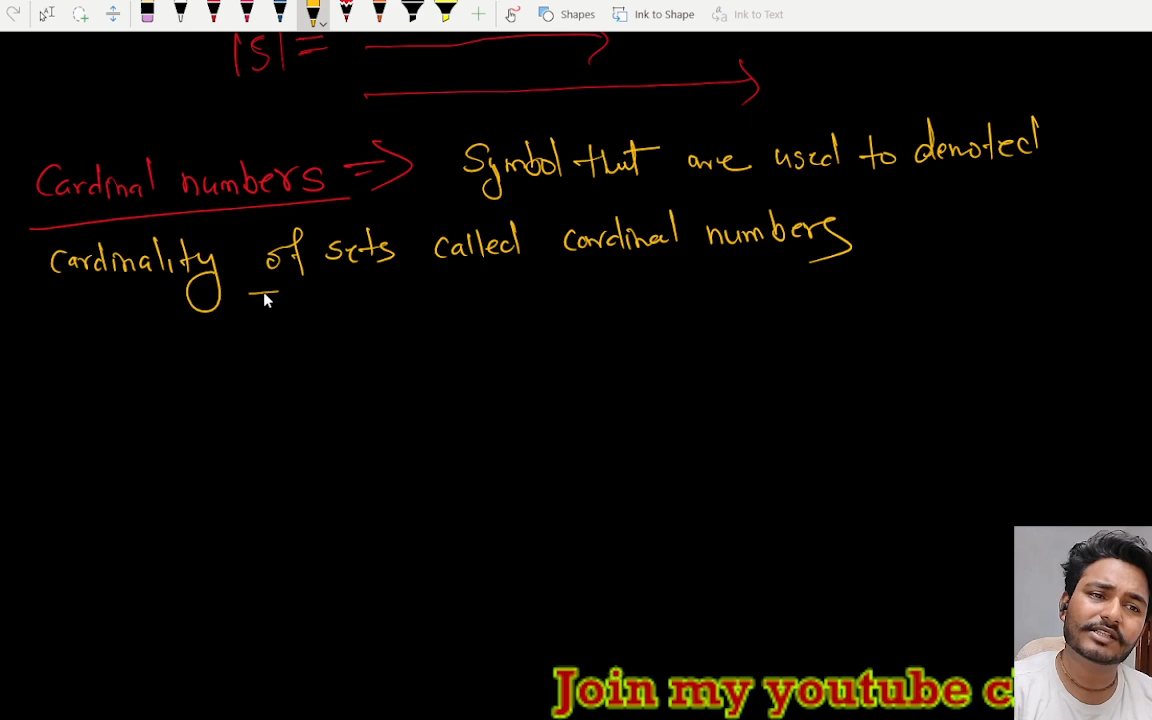 Shapes Ink to Shape Ink to Text
|S| =
Cardinal numbers => Symbol that are used to denoted
cardinality of sets called cardinal numbers
Join my youtube c